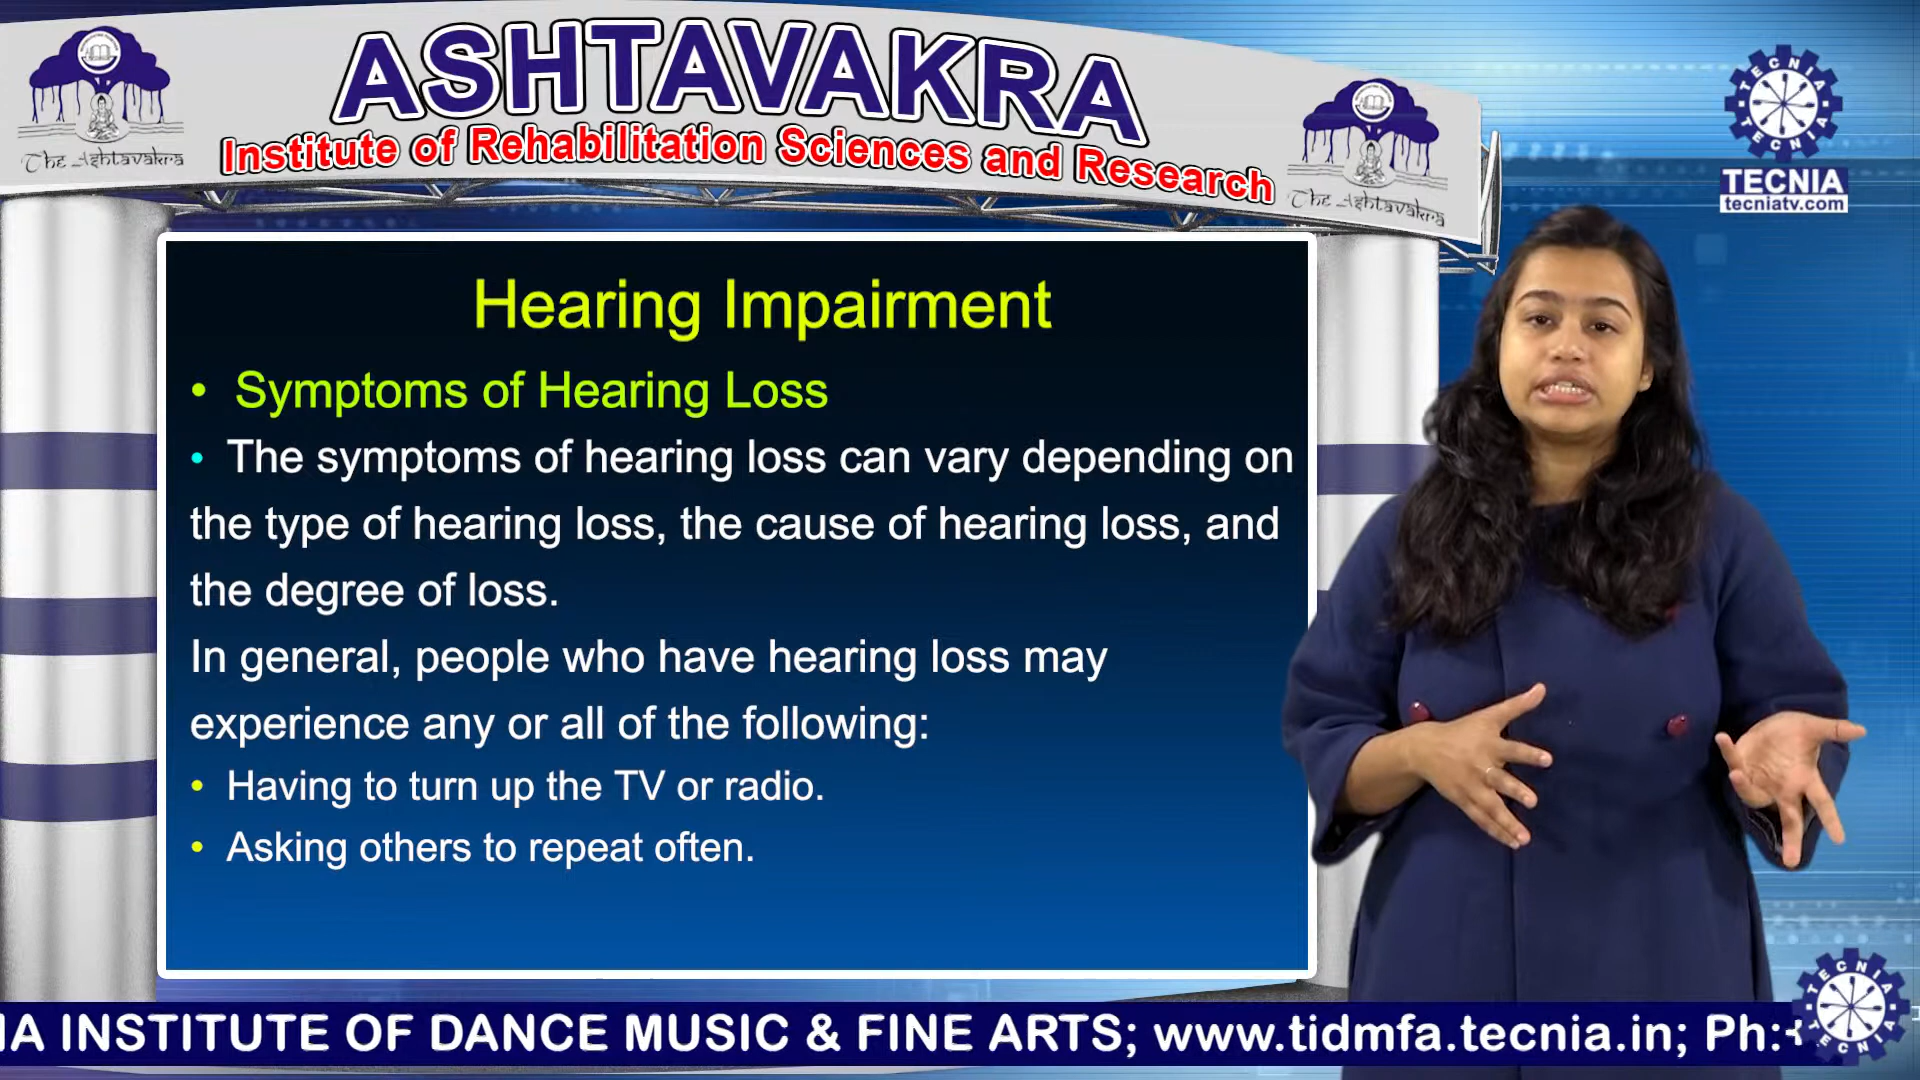 ASHTAVAKRA
Institute of Rehabilitation Sciences and Research
The Ashtavakra
The Ashtavakra
TECNIA
TECNIA
TECNIA
tecniatv.com
Hearing Impairment
• Symptoms of Hearing Loss
• The symptoms of hearing loss can vary depending on
the type of hearing loss, the cause of hearing loss, and
the degree of loss.
In general, people who have hearing loss may
experience any or all of the following:
• Having to turn up the TV or radio.
• Asking others to repeat often.
IA INSTITUTE OF DANCE MUSIC & FINE ARTS; www.tidmfa.tecnia.in; Ph:
TECNIA
TECNIA